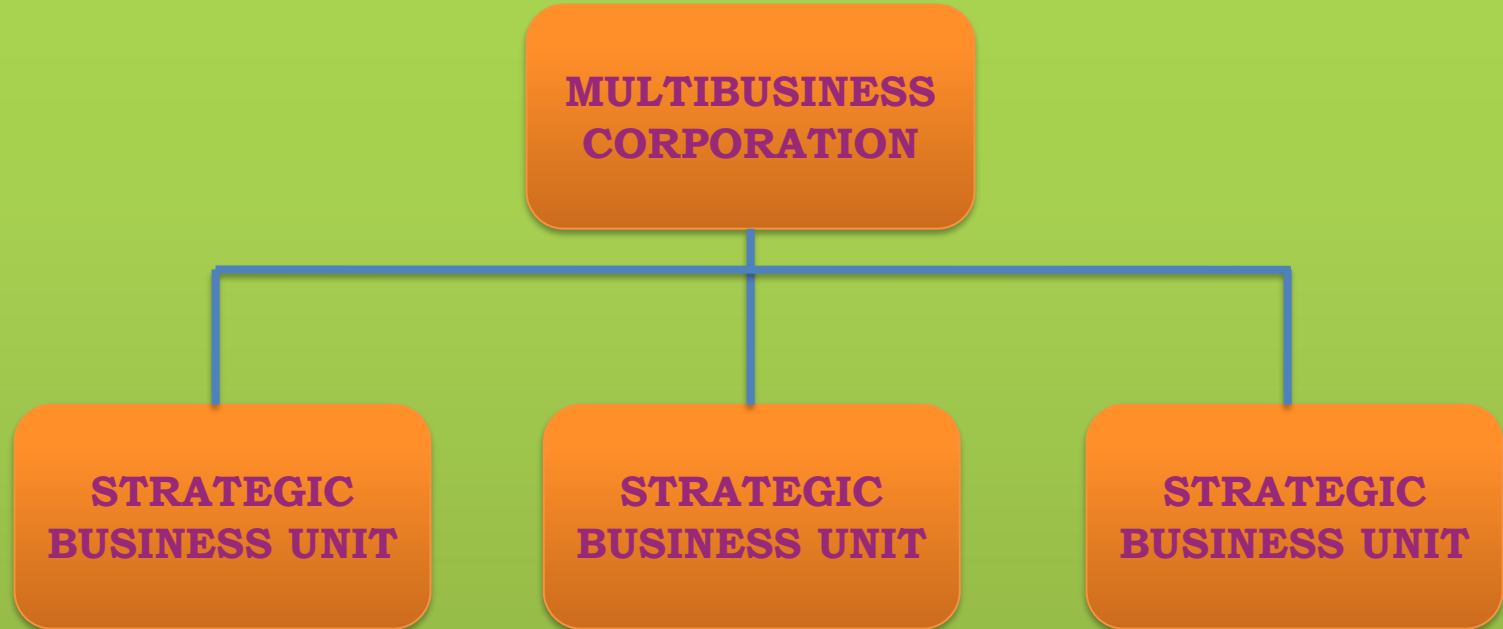 MULTIBUSINESS
CORPORATION
STRATEGIC
BUSINESS UNIT
STRATEGIC
BUSINESS UNIT
STRATEGIC
BUSINESS UNIT